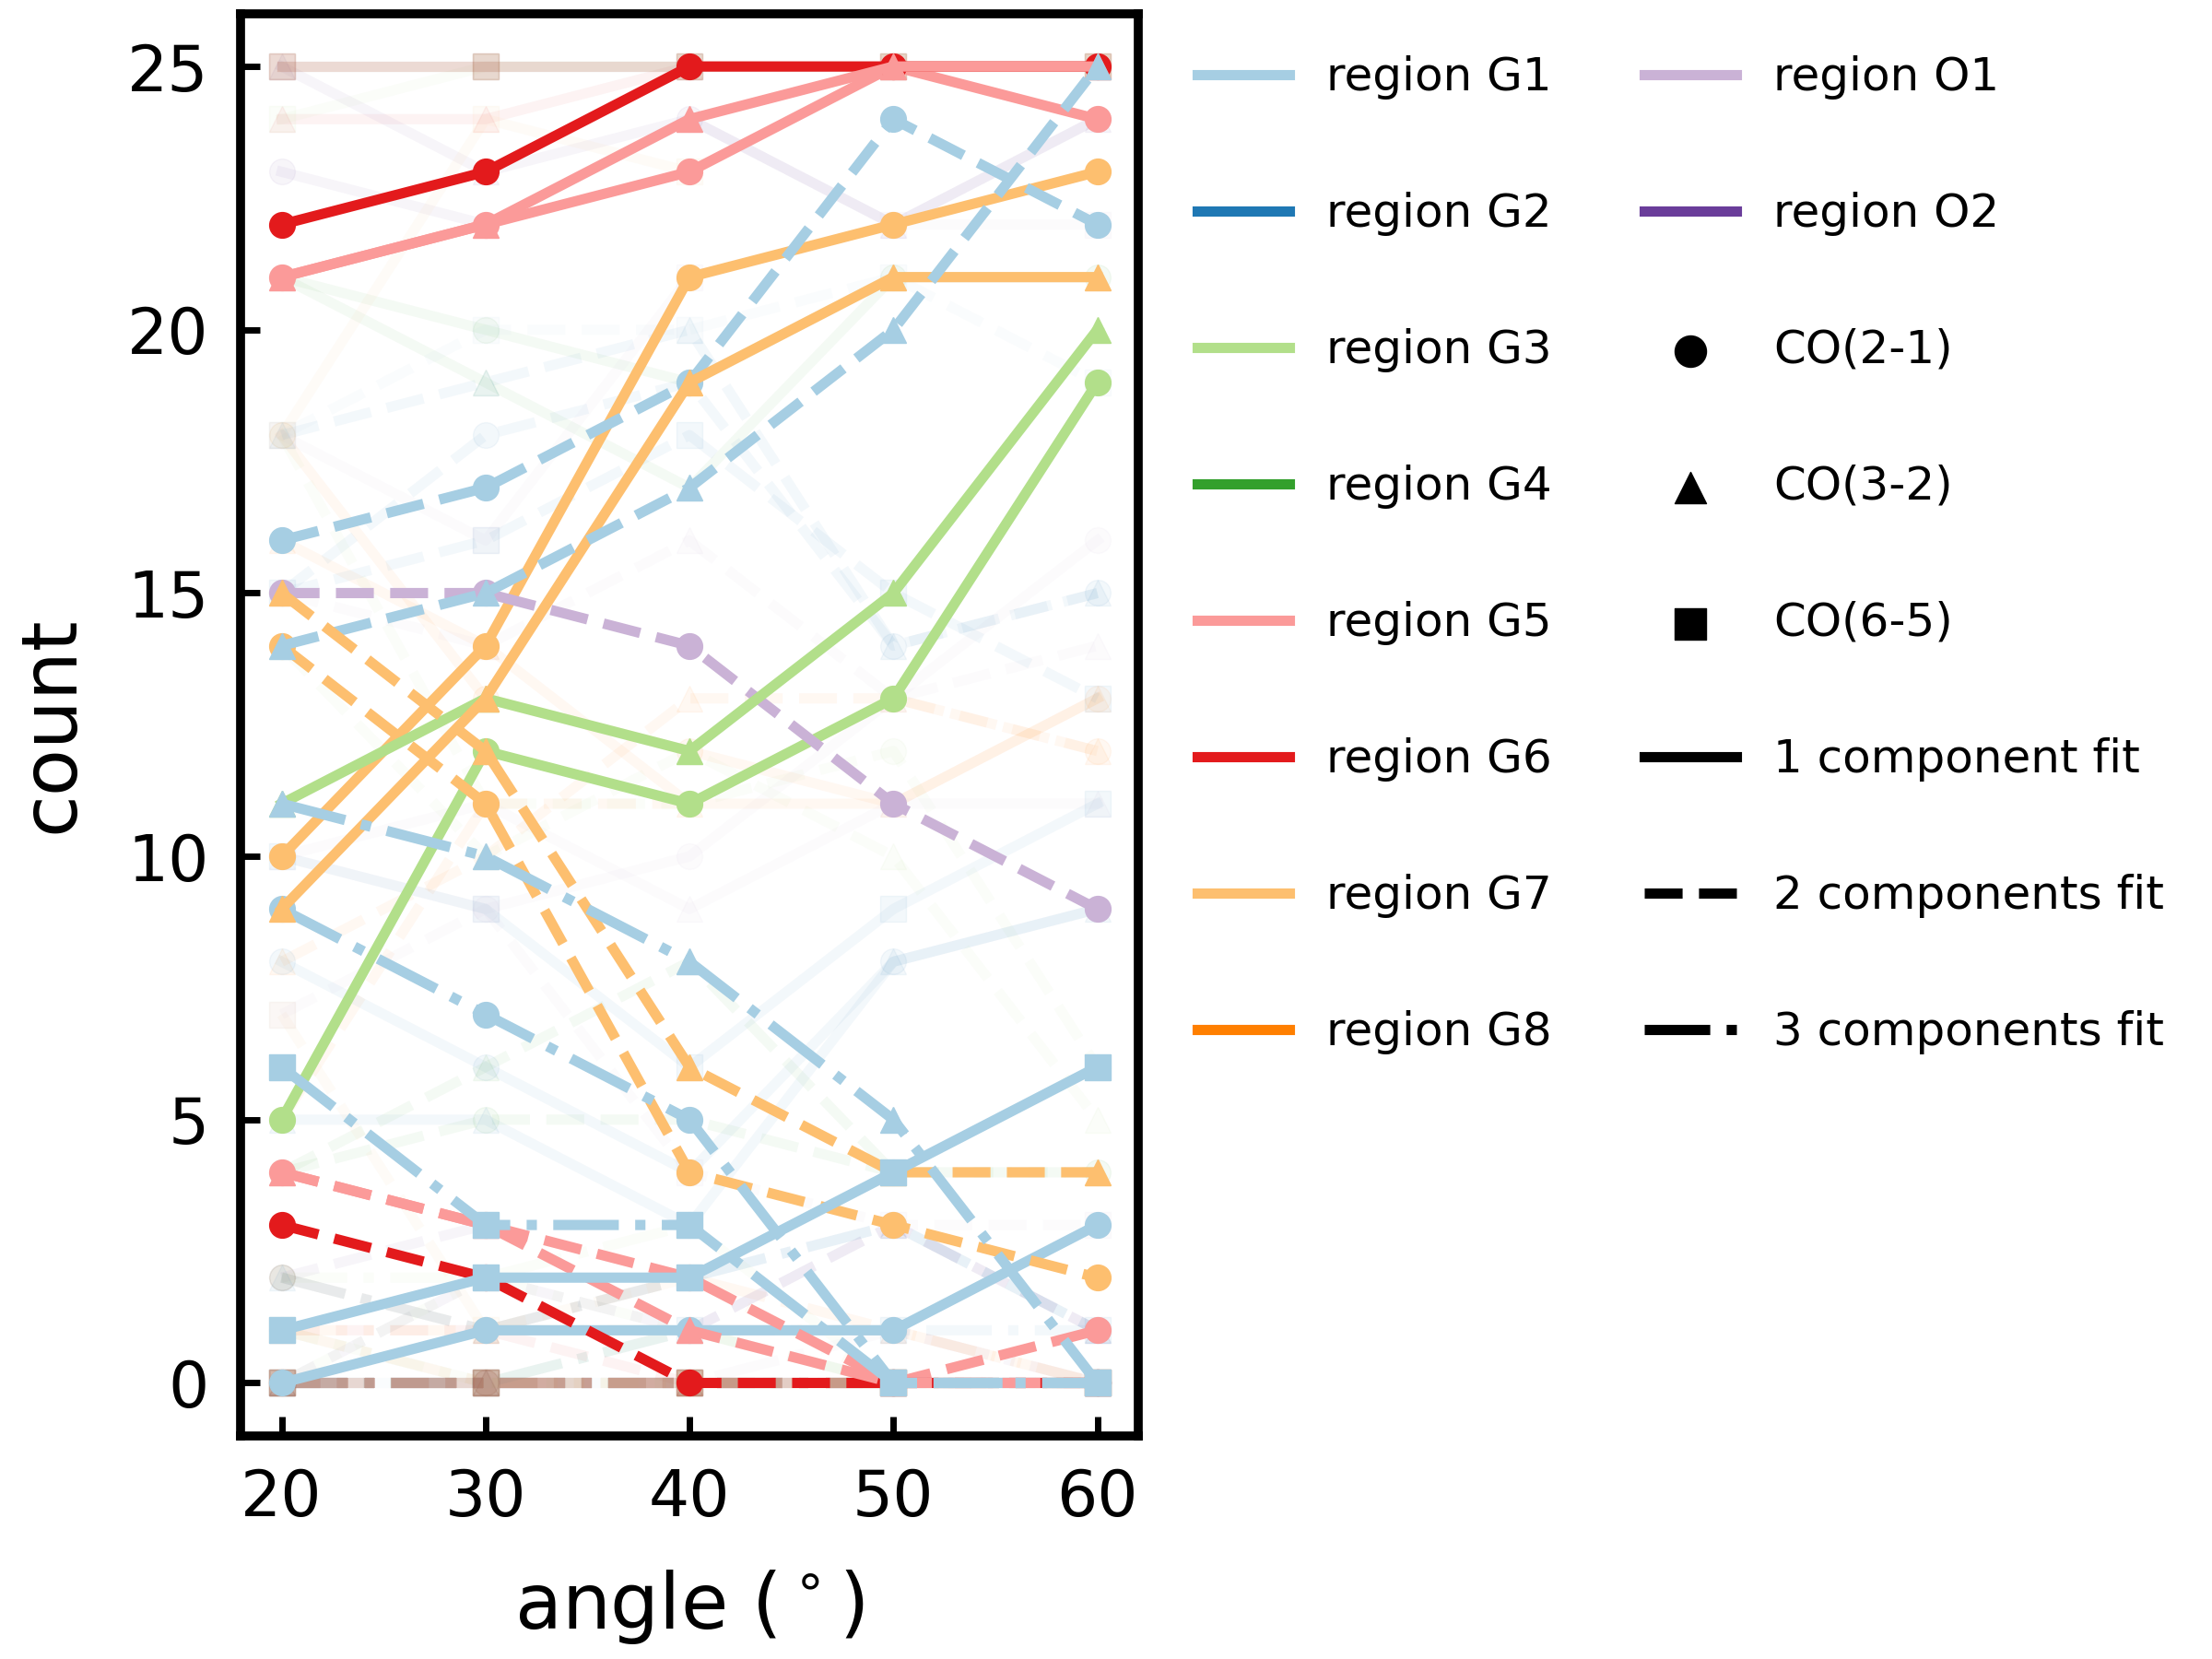 25
20
15
10
5
0
count
20 30 40 50 60
angle (°)
region G1
region G2
region G3
region G4
region G5
region G6
region G7
region G8
region O1
region O2
CO(2-1)
CO(3-2)
CO(6-5)
1 component fit
2 components fit
3 components fit